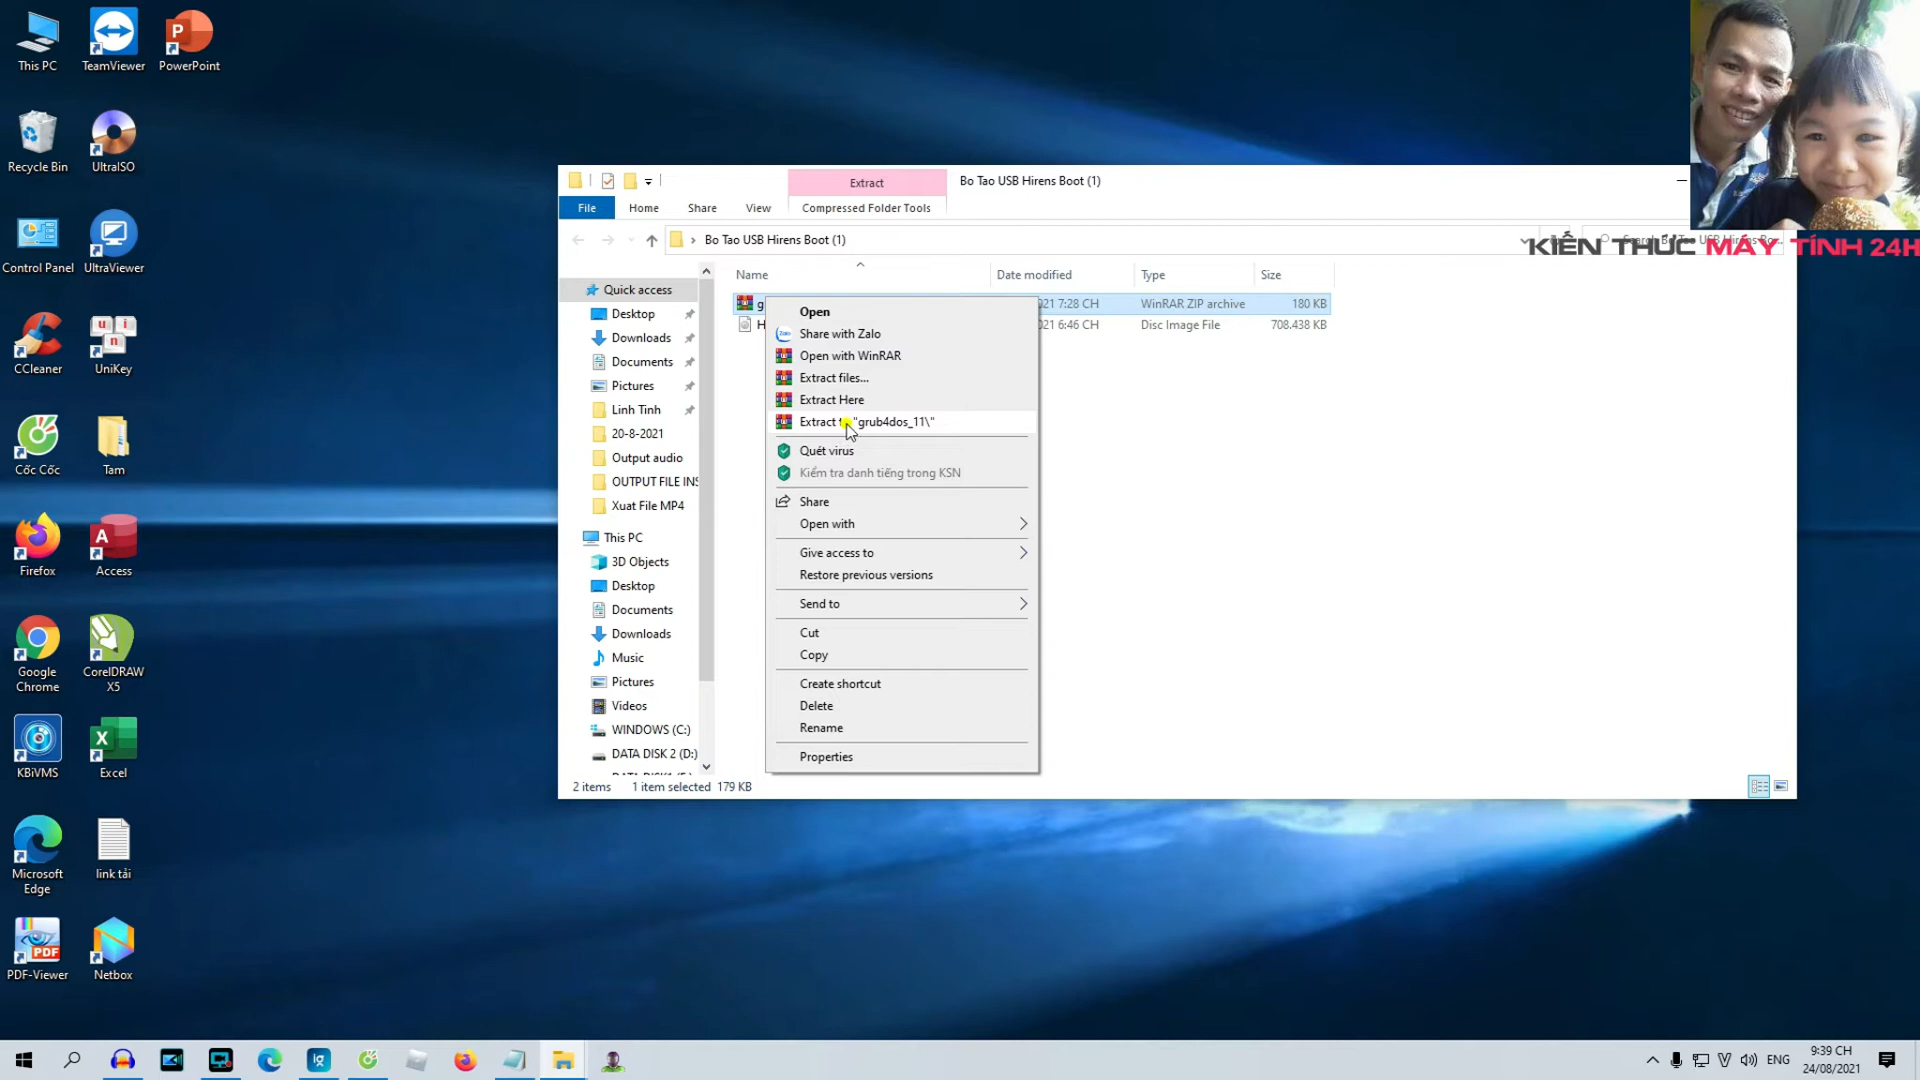 This PC
TeamViewer
PowerPoint
Recycle Bin
UltraISO
Control Panel
UltraViewer
CCleaner
UniKey
Cốc Cốc
Tam
Firefox
Access
Google
Chrome
CorelDRAW
X5
KBiVMS
Excel
Microsoft
Edge
link tải
PDF-Viewer
Netbox
Extract
Bo Tao USB Hirens Boot (1)
File
Home
Share
View
Compressed Folder Tools
Bo Tao USB Hirens Boot (1)
KIẾN THỨC MÁY TÍNH 24H
Name
Date modified
Type
Size
021 7:28 CH
WinRAR ZIP archive
180 KB
021 6:46 CH
Disc Image File
708.438 KB
Quick access
Desktop
Downloads
Documents
Pictures
Linh Tinh
20-8-2021
Output audio
OUTPUT FILE INS
Xuat File MP4
This PC
3D Objects
Desktop
Documents
Downloads
Music
Pictures
Videos
WINDOWS (C:)
DATA DISK 2 (D:)
Open
Share with Zalo
Open with WinRAR
Extract files...
Extract Here
Extract "grub4dos_11\"
Quét virus
Kiểm tra danh tiếng trong KSN
Share
Open with
Give access to
Restore previous versions
Send to
Cut
Copy
Create shortcut
Delete
Rename
Properties
2 items
1 item selected 179 KB
ENG
9:39 CH
24/08/2021